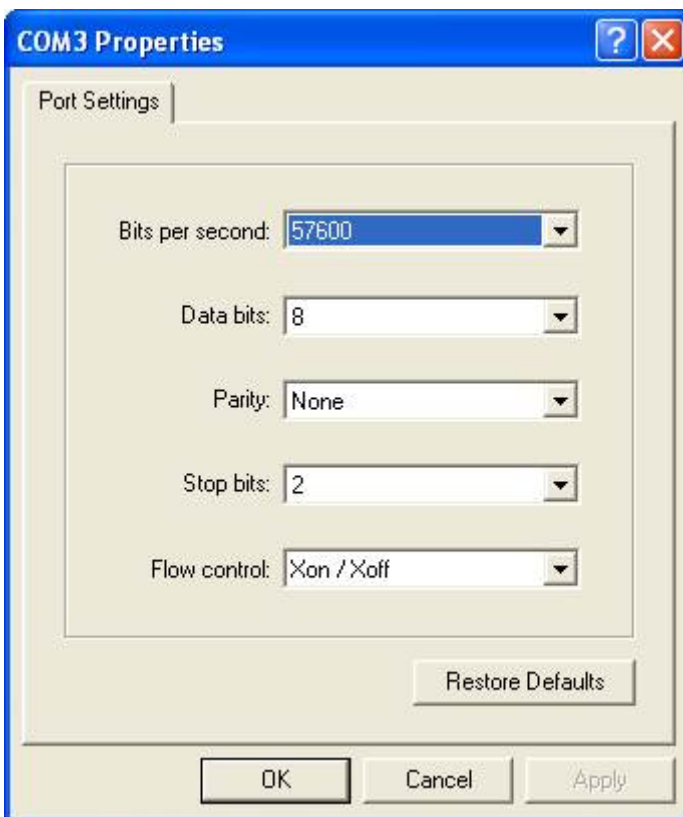 COM3 Properties
Port Settings
Bits per second: 57600
Data bits: 8
Parity: None
Stop bits: 2
Flow control: Xon / Xoff
Restore Defaults
OK Cancel Apply